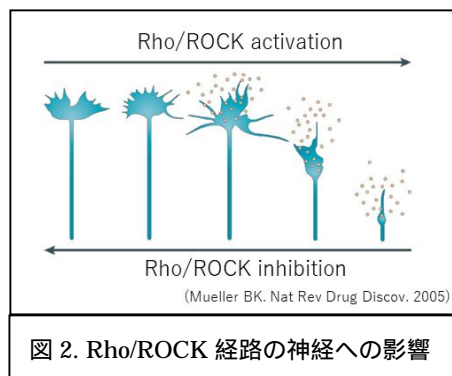 Rho/ROCK activation
Rho/ROCK inhibition
(Mueller BK. Nat Rev Drug Discov. 2005)
図 2. Rho/ROCK 経路の神経への影響